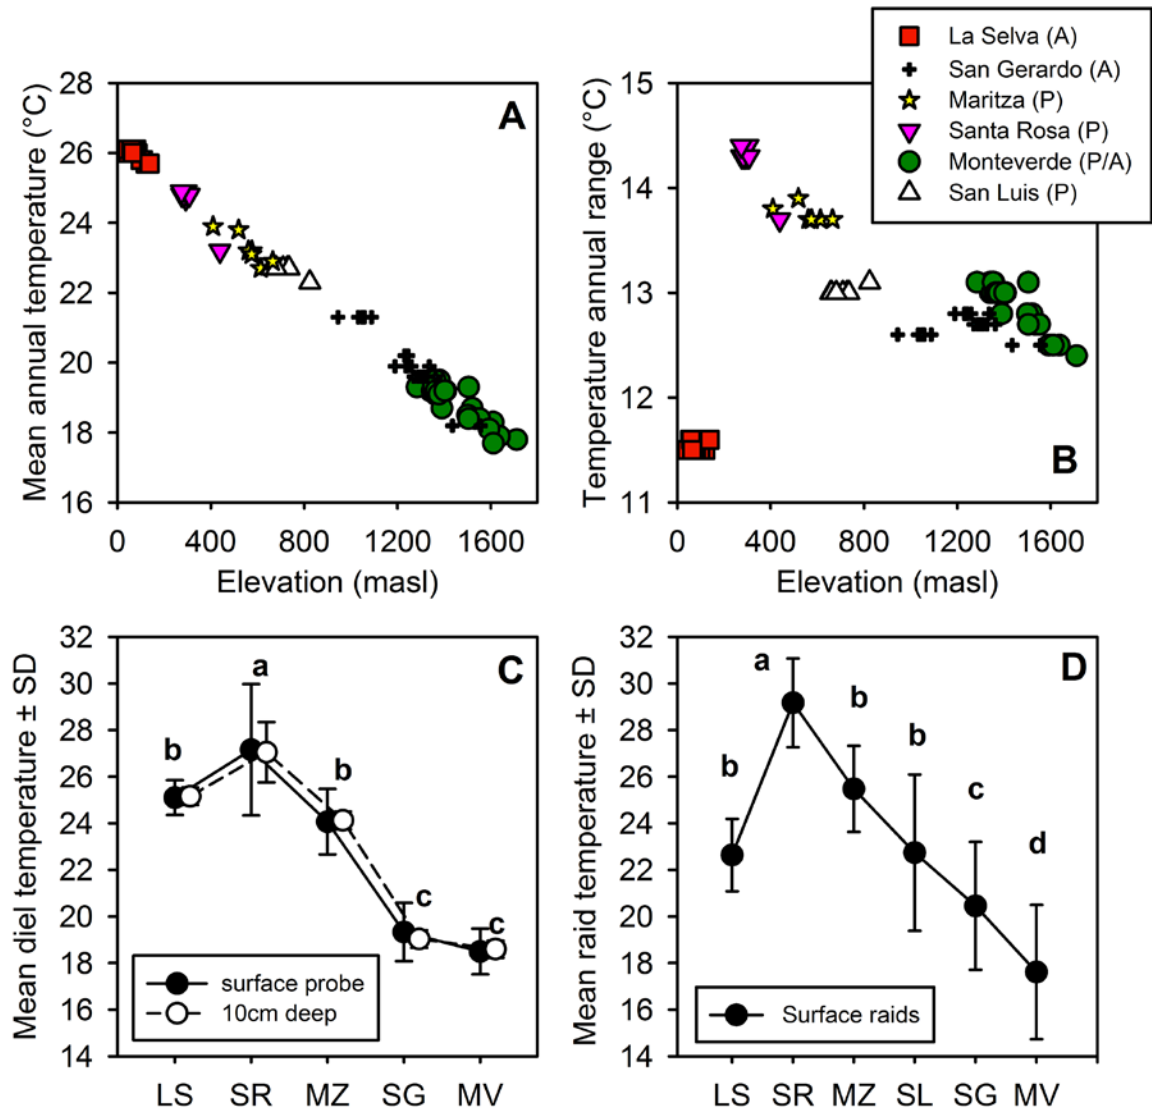 La Selva (A)
San Gerardo (A)
Maritza (P)
Santa Rosa (P)
Monteverde (P/A)
San Luis (P)
A
Mean annual temperature (°C)
28
26
24
22
20
18
16
0 400 800 1200 1600
Elevation (masl)
B
Temperature annual range (°C)
15
14
13
12
11
0 400 800 1200 1600
Elevation (masl)
C
Mean diel temperature ± SD
32
30
28
26
24
22
20
18
16
14
b a b c c
surface probe
10cm deep
LS SR MZ SG MV
D
Mean raid temperature ± SD
32
30
28
26
24
22
20
18
16
14
b a b b c d
Surface raids
LS SR MZ SL SG MV